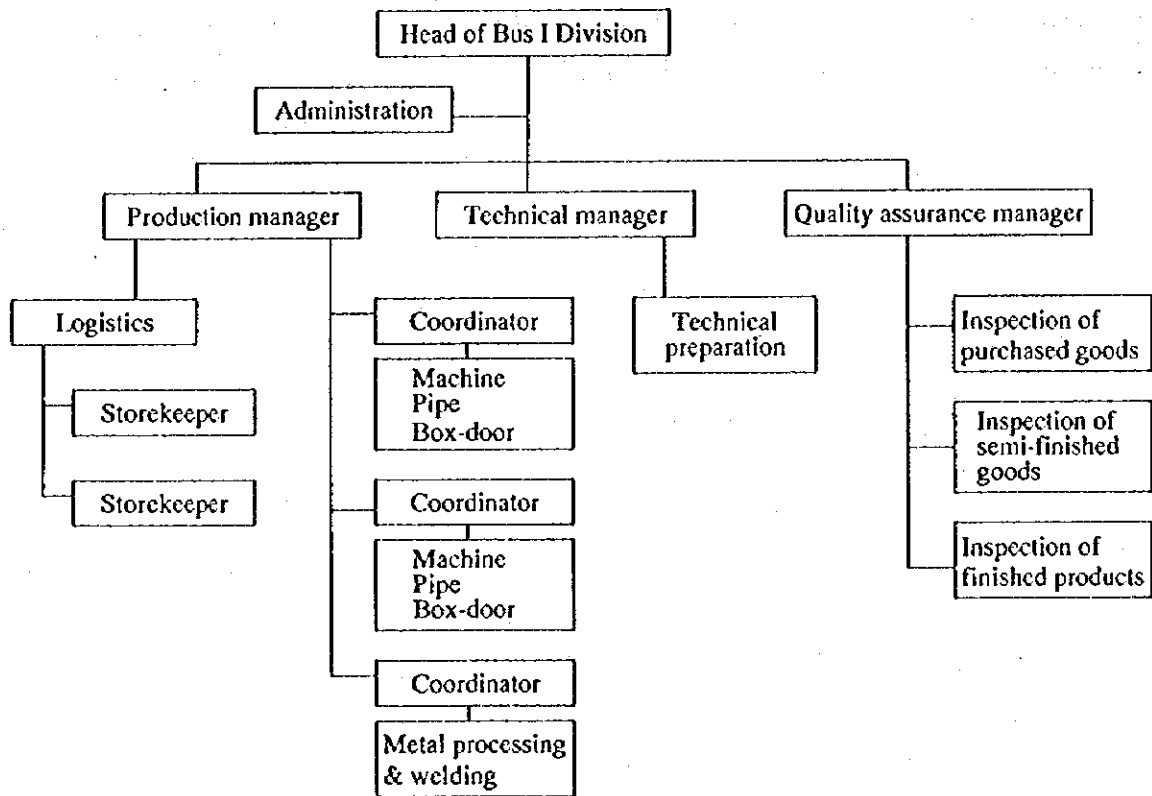 Head of Bus I Division
Administration
Production manager
Technical manager
Quality assurance manager
Logistics
Storekeeper
Storekeeper
Coordinator
Machine
Pipe
Box-door
Coordinator
Machine
Pipe
Box-door
Coordinator
Metal processing
& welding
Technical
preparation
Inspection of
purchased goods
Inspection of
semi-finished
goods
Inspection of
finished products